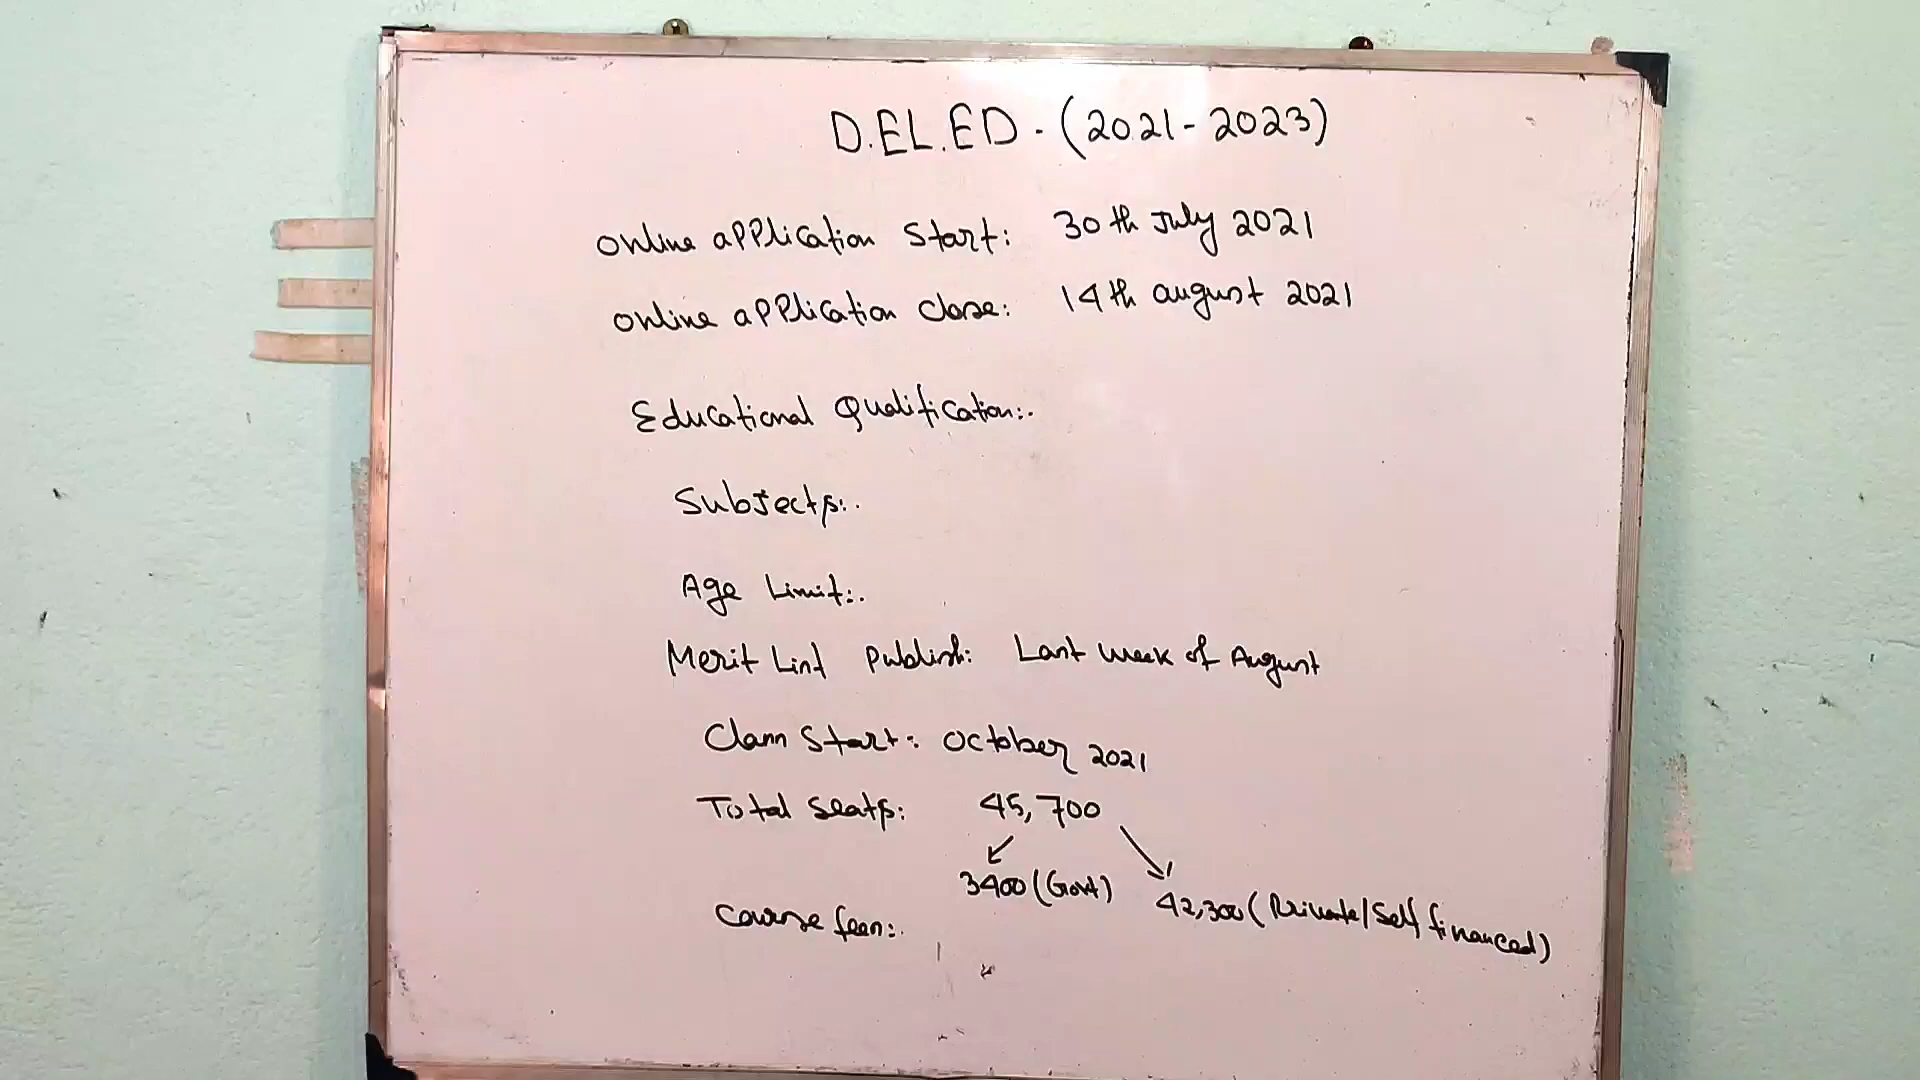 D.EL.ED - (2021-2023)
Online application Start: 30th July 2021
Online application close: 14th august 2021
Educational Qualification:-
Subjects:-
Age Limit:-
Merit List Publish: Last week of August
Class Start: October 2021
Total Seats: 45,700
3400 (Govt) 42,300 (Private/Self financed)
Course fees:-